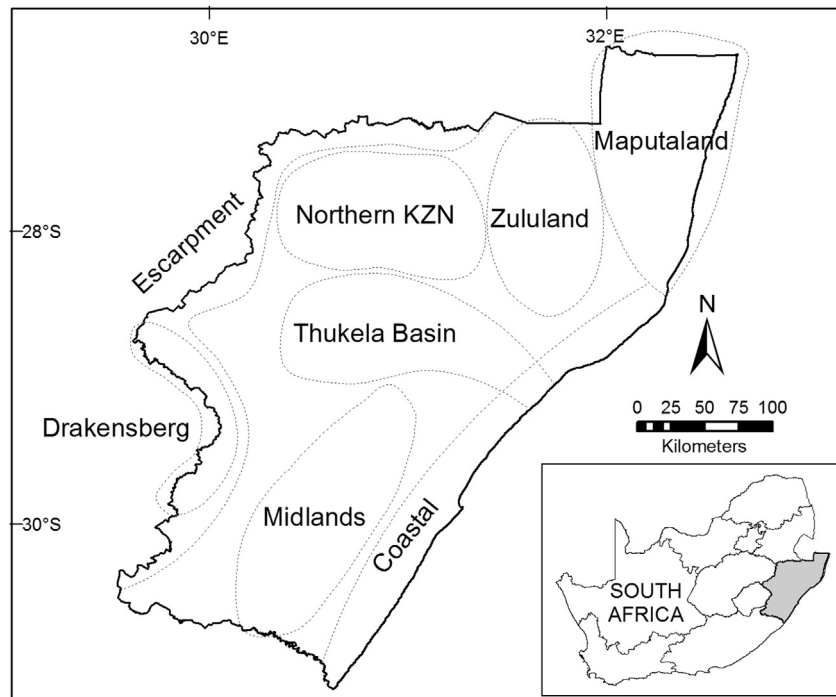 30°E
32°E
Maputaland
Northern KZN
Zululand
Escarpment
28°S
N
Thukela Basin
0 25 50 75 100
Kilometers
Drakensberg
Midlands
Coastal
30°S
SOUTH
AFRICA